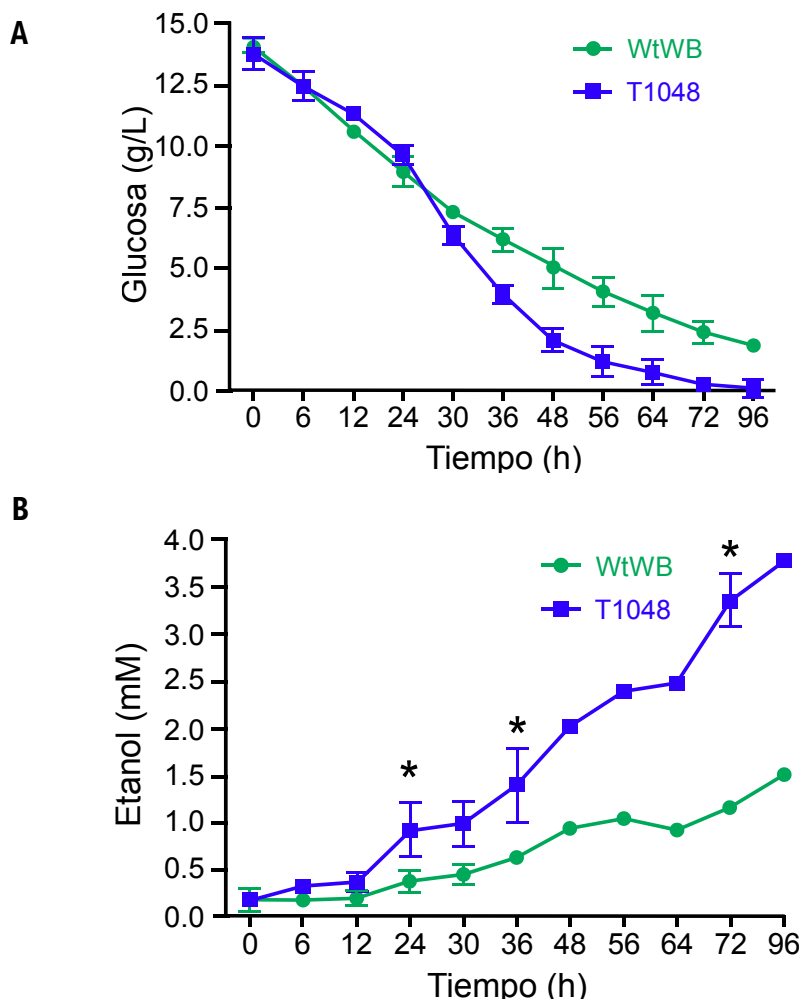 A
15.0
12.5
10.0
7.5
5.0
2.5
0.0
Glucosa (g/L)
WtWB
T1048
0 6 12 24 30 36 48 56 64 72 96
Tiempo (h)
B
4.0
3.5
3.0
2.5
2.0
1.5
1.0
0.5
0.0
Etanol (mM)
WtWB
T1048
*
*
*
0 6 12 24 30 36 48 56 64 72 96
Tiempo (h)